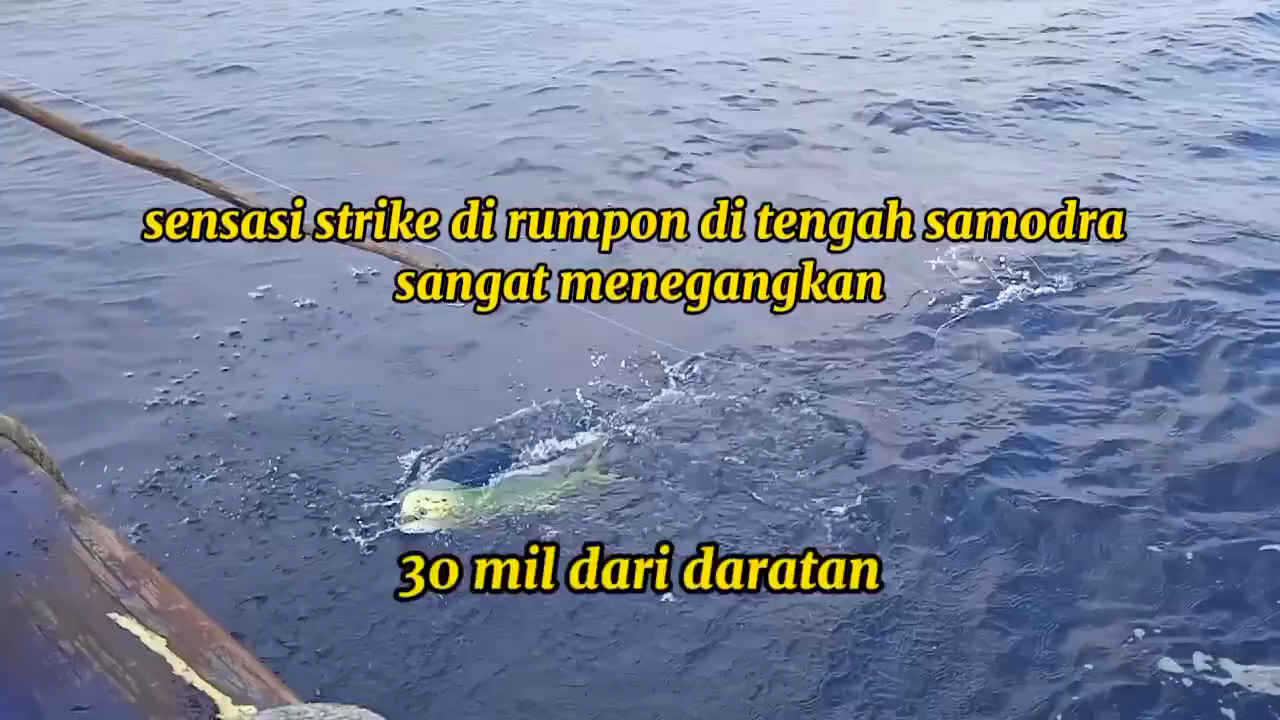 sensasi strike di rumpon di tengah samodra
sangat menegangkan
30 mil dari daratan